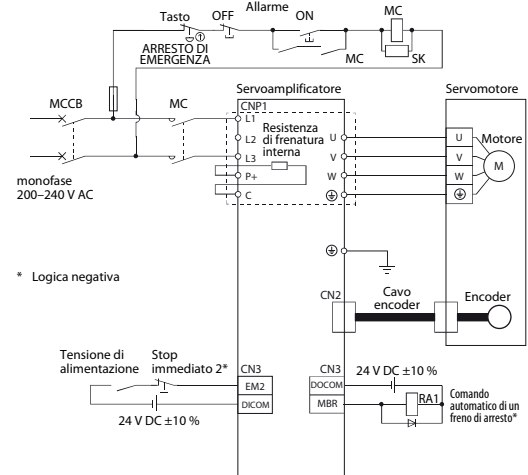 Allarme
Tasto OFF ON MC
①
ARRESTO DI
EMERGENZA
MC SK
Servoamplificatore Servomotore
MCCB MC CNP1
L1
Resistenza
di frenatura
interna
L2 U U Motore
L3 V V M
P+ W W
C
monofase
200–240 V AC
* Logica negativa
CN2 Cavo
encoder
Encoder
Tensione di
alimentazione
Stop
immediato 2*
CN3 CN3 24 V DC ±10 %
EM2 DOCOM
DICOM MBR RA1
24 V DC ±10 %
Comando
automatico di un
freno di arresto*